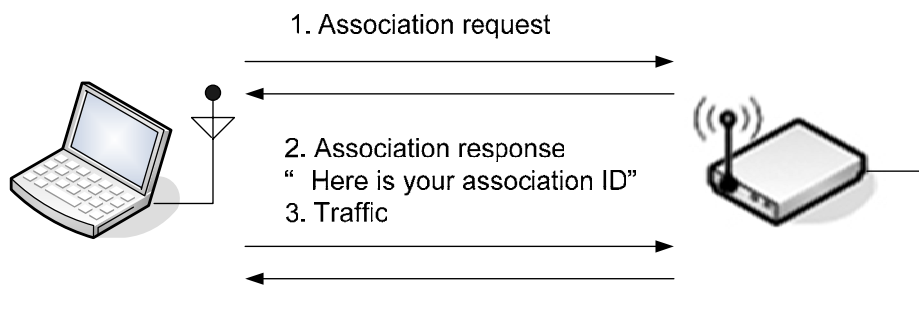 1. Association request
2. Association response
“ Here is your association ID”
3. Traffic